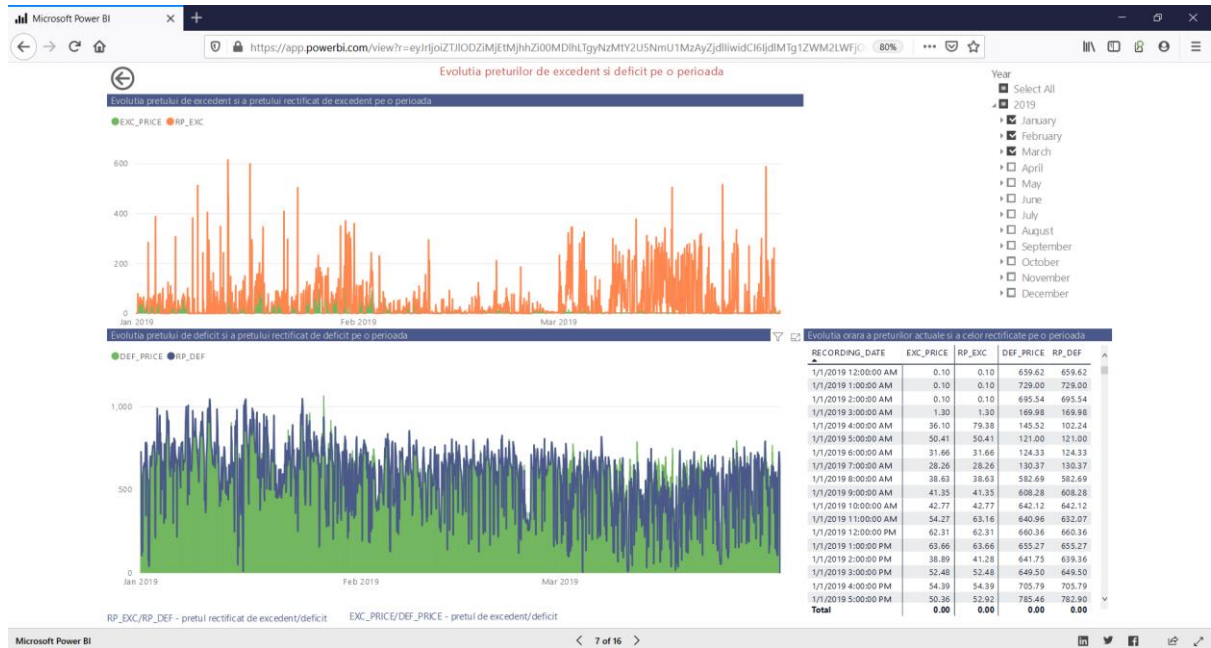 Microsoft Power BI
80%
Evolutia preturilor de excedent si deficit pe o perioada
Evolutia pretului de excedent si a pretului rectificat de excedent pe o perioada
EXC_PRICE RP_EXC
600
400
200
0
Jan 2019 Feb 2019 Mar 2019
Year
Select All
2019
January
February
March
April
May
June
July
August
September
October
November
December
Evolutia pretului de deficit si a pretului rectificat de deficit pe o perioada
DEF_PRICE RP_DEF
1,000
500
0
Jan 2019 Feb 2019 Mar 2019
Evolutia orara a preturilor actuale si a celor rectificate pe o perioada
RECORDING_DATE EXC_PRICE RP_EXC DEF_PRICE RP_DEF
1/1/2019 12:00:00 AM 0.10 0.10 659.62 659.62
1/1/2019 1:00:00 AM 0.10 0.10 729.00 729.00
1/1/2019 2:00:00 AM 0.10 0.10 695.54 695.54
1/1/2019 3:00:00 AM 1.30 1.30 169.98 169.98
1/1/2019 4:00:00 AM 36.10 79.38 145.52 102.24
1/1/2019 5:00:00 AM 50.41 50.41 121.00 121.00
1/1/2019 6:00:00 AM 31.66 31.66 124.33 124.33
1/1/2019 7:00:00 AM 28.26 28.26 130.37 130.37
1/1/2019 8:00:00 AM 38.63 38.63 582.69 582.69
1/1/2019 9:00:00 AM 41.35 41.35 608.28 608.28
1/1/2019 10:00:00 AM 42.77 42.77 642.12 642.12
1/1/2019 11:00:00 AM 54.27 63.16 640.96 632.07
1/1/2019 12:00:00 PM 62.31 62.31 660.36 660.36
1/1/2019 1:00:00 PM 63.66 63.66 655.27 655.27
1/1/2019 2:00:00 PM 38.89 41.28 641.75 639.36
1/1/2019 3:00:00 PM 52.48 52.48 649.50 649.50
1/1/2019 4:00:00 PM 54.39 54.39 705.79 705.79
1/1/2019 5:00:00 PM 50.36 52.92 785.46 782.90
Total 0.00 0.00 0.00 0.00
RP_EXC/RP_DEF - pretul rectificat de excedent/deficit EXC_PRICE/DEF_PRICE - pretul de excedent/deficit
Microsoft Power BI 7 of 16